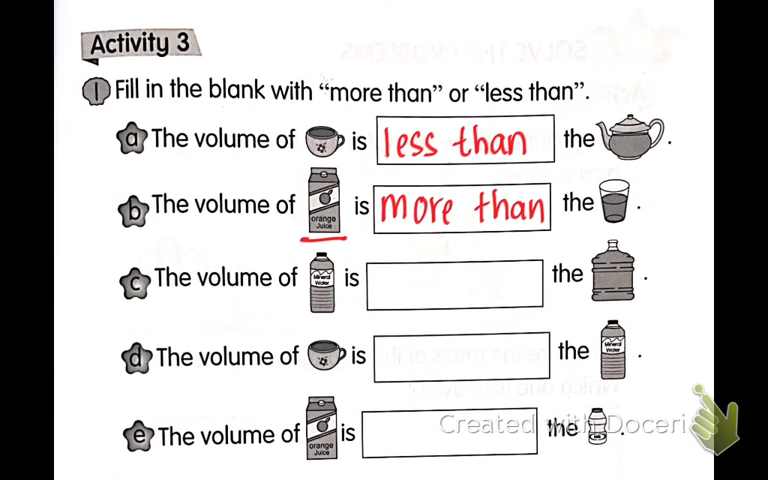 Activity 3
1 Fill in the blank with "more than" or "less than".
a The volume of is less than the .
b The volume of orange Juice is more than the .
c The volume of Mineral Water is the .
d The volume of is the Mineral Water .
e The volume of orange Juice is the .
Created with Doceri